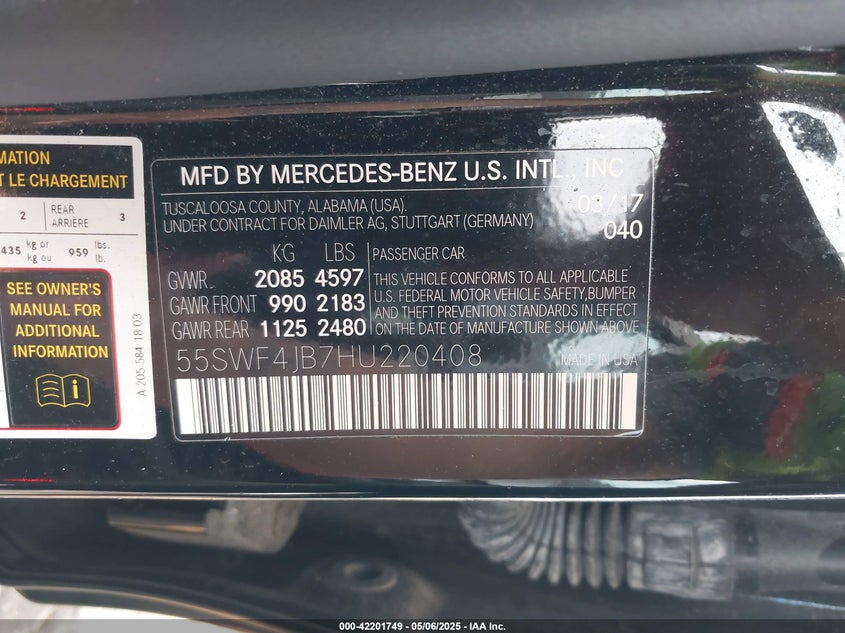 MATION
T LE CHARGEMENT
2 REAR ARRIÈRE 3
435 kg or kg ou 959 lbs. lb.
SEE OWNER'S
MANUAL FOR
ADDITIONAL
INFORMATION
A 205 584 18 03
MFD BY MERCEDES-BENZ U.S. INTL., INC
TUSCALOOSA COUNTY, ALABAMA (USA). 03/17
UNDER CONTRACT FOR DAIMLER AG, STUTTGART (GERMANY) 040
KG LBS PASSENGER CAR
GVWR 2085 4597
GAWR FRONT 990 2183
GAWR REAR 1125 2480
THIS VEHICLE CONFORMS TO ALL APPLICABLE
U.S. FEDERAL MOTOR VEHICLE SAFETY,BUMPER
AND THEFT PREVENTION STANDARDS IN EFFECT
ON THE DATE OF MANUFACTURE SHOWN ABOVE
55SWF4JB7HU220408 MADE IN USA
000-42201749 - 05/06/2025 - IAA Inc.